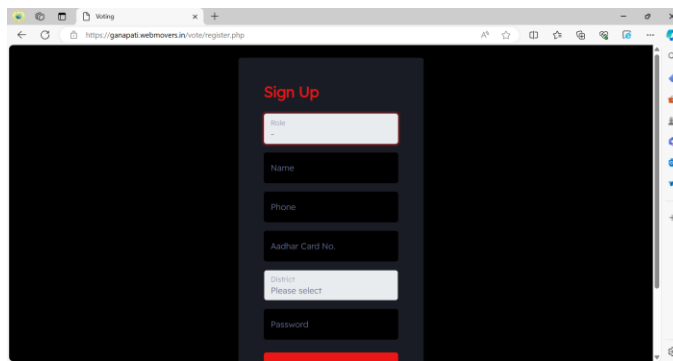 Voting
https://ganapati.webmovers.in/vote/register.php
Sign Up
Role
-
Name
Phone
Aadhar Card No.
District
Please select
Password